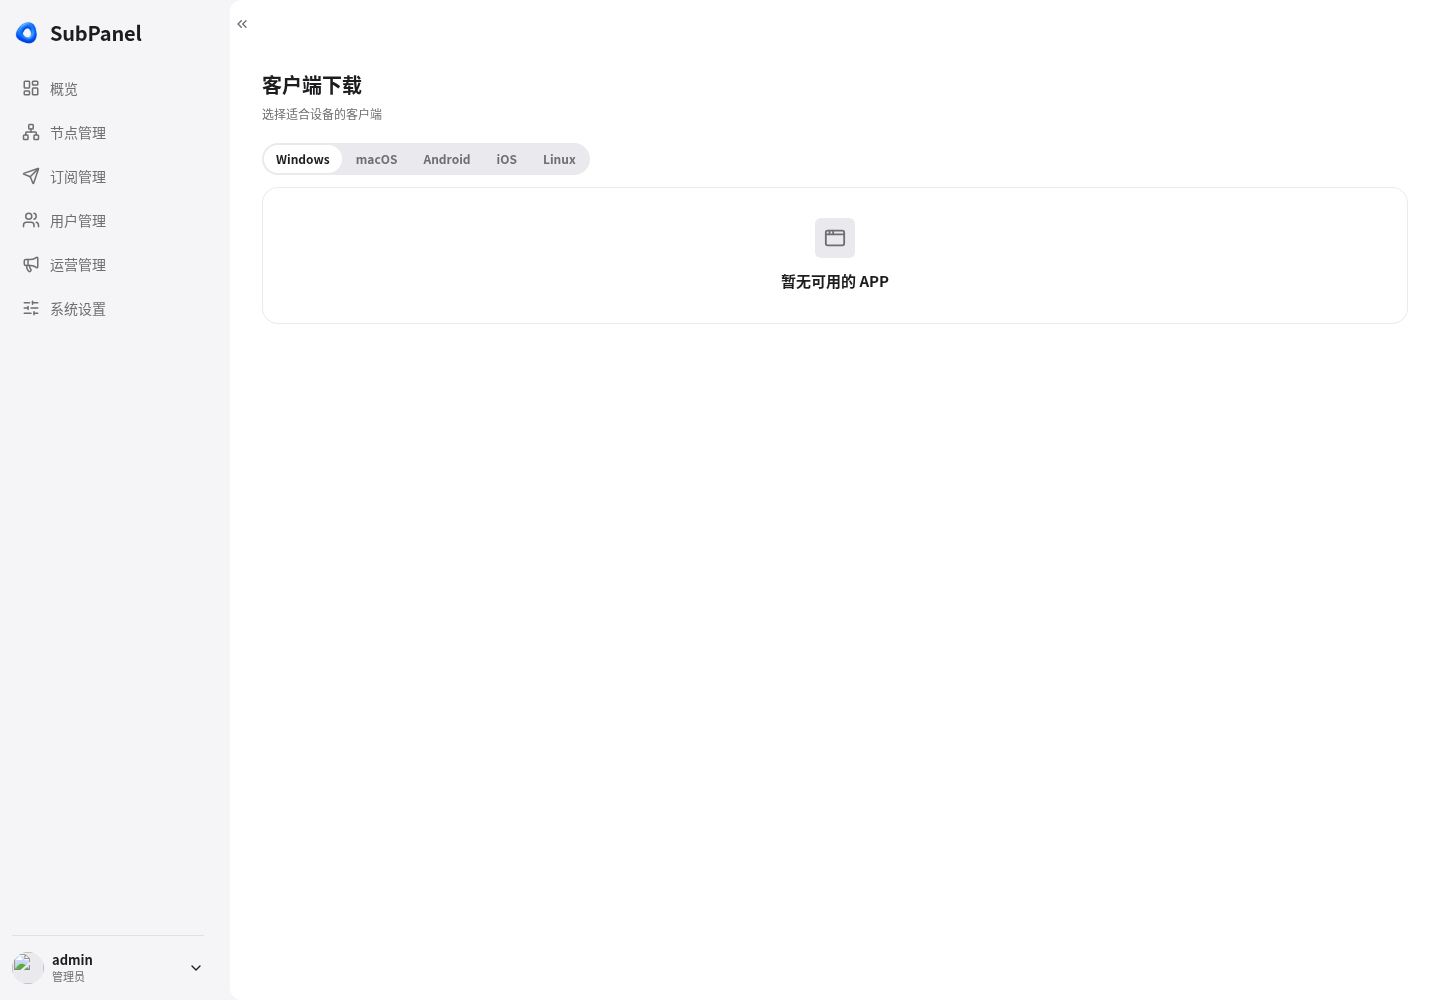 SubPanel
概览
节点管理
订阅管理
用户管理
运营管理
系统设置
admin
管理员
客户端下载
选择适合设备的客户端
Windows macOS Android iOS Linux
暂无可用的 APP